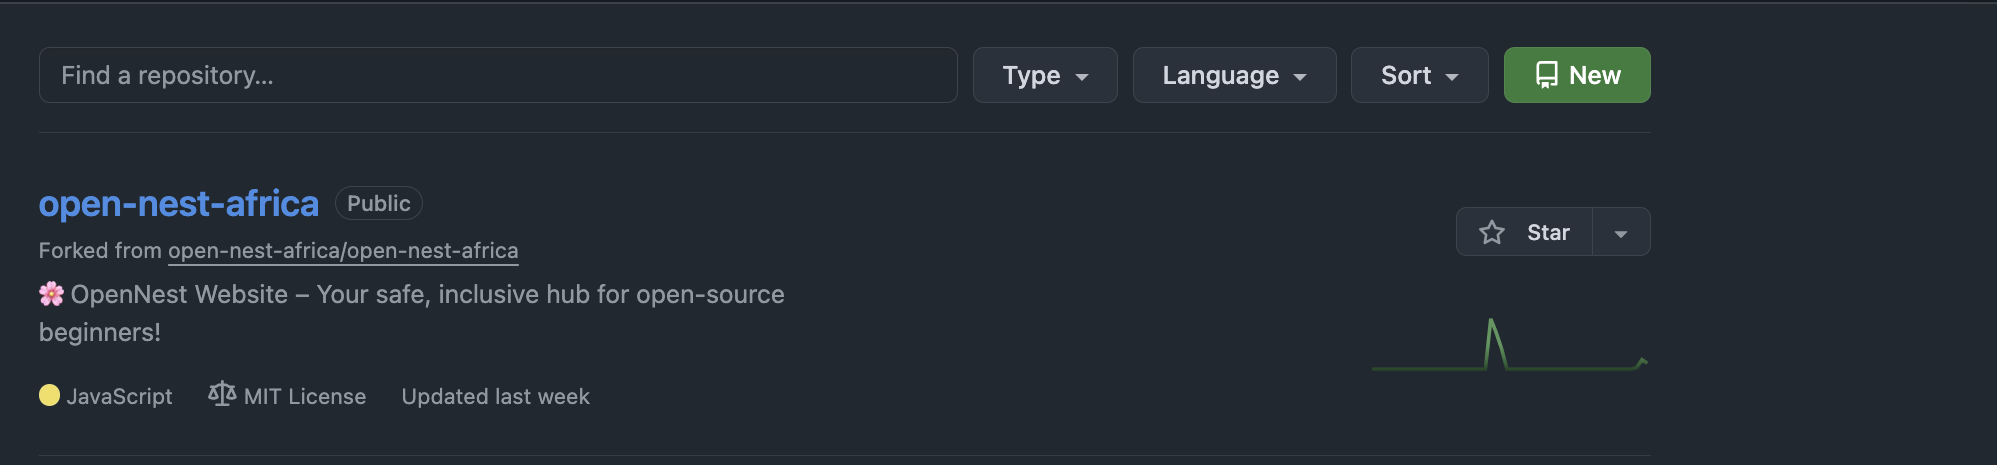 Find a repository...
Type
Language
Sort
New
open-nest-africa Public
Forked from open-nest-africa/open-nest-africa
Star
🌸 OpenNest Website – Your safe, inclusive hub for open-source
beginners!
JavaScript MIT License Updated last week